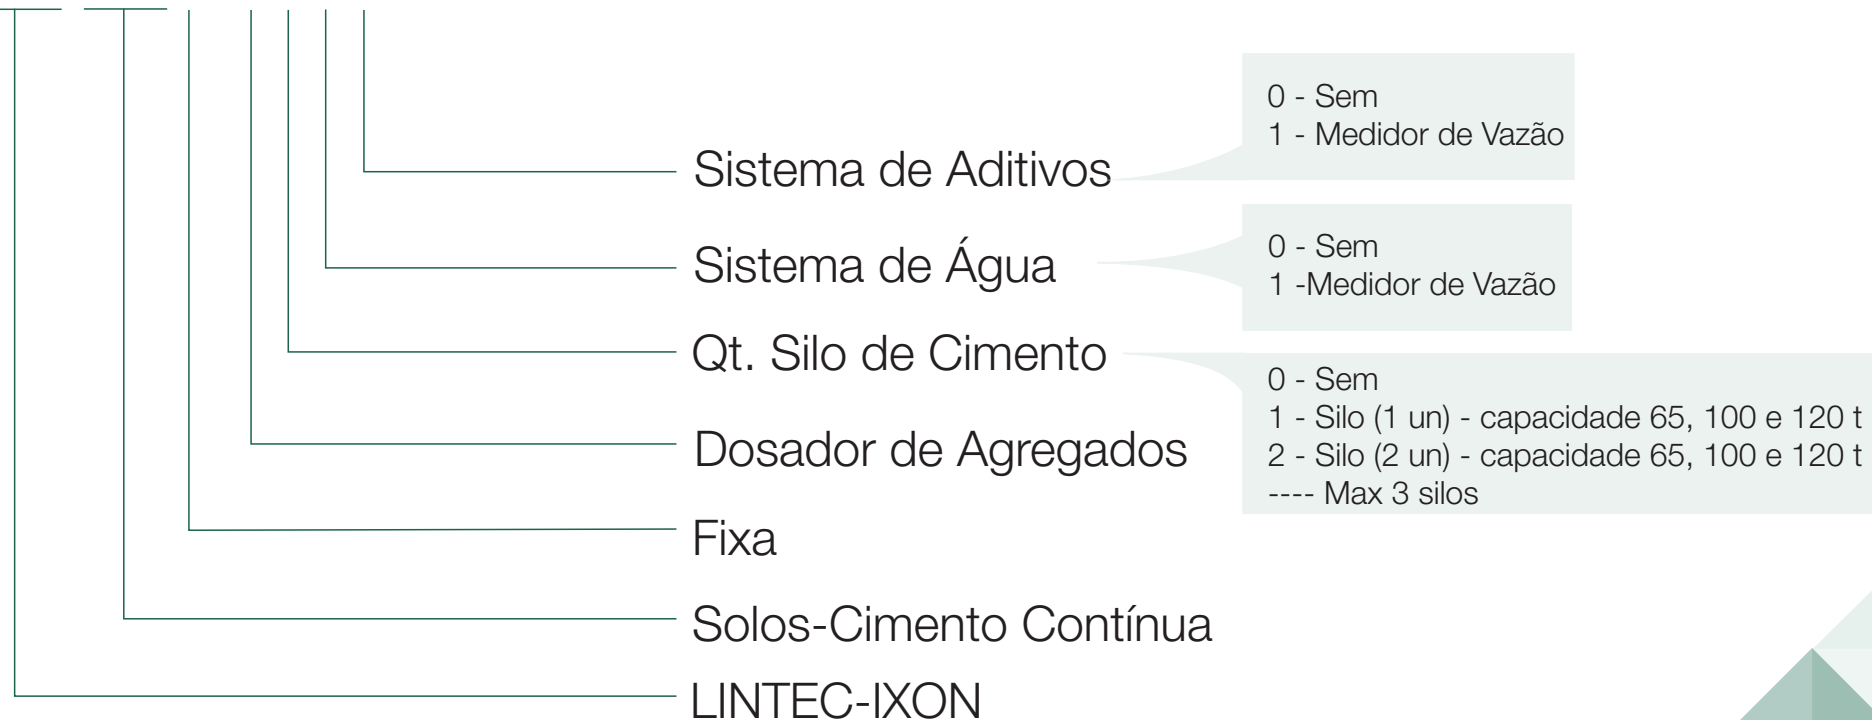 0 - Sem
1 - Medidor de Vazão
Sistema de Aditivos
0 - Sem
1 -Medidor de Vazão
Sistema de Água
Qt. Silo de Cimento
0 - Sem
1 - Silo (1 un) - capacidade 65, 100 e 120 t
2 - Silo (2 un) - capacidade 65, 100 e 120 t
---- Max 3 silos
Dosador de Agregados
Fixa
Solos-Cimento Contínua
LINTEC-IXON